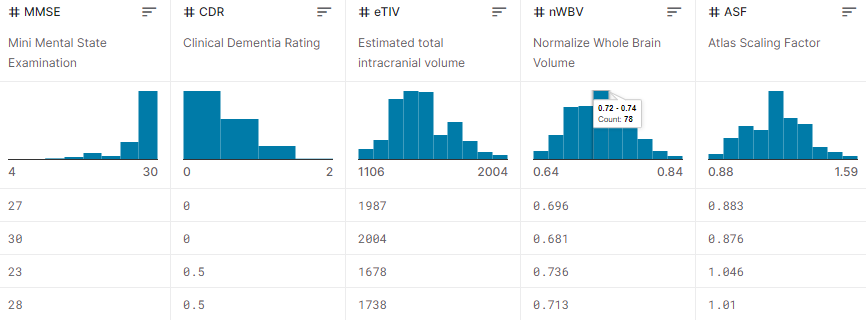 # MMSE # CDR # eTIV # nWBV # ASF
Mini Mental State Clinical Dementia Rating Estimated total Normalize Whole Brain Atlas Scaling Factor
Examination intracranial volume Volume
0.72 - 0.74
Count: 78
4 30 0 2 1106 2004 0.64 0.84 0.88 1.59
27 0 1987 0.696 0.883
30 0 2004 0.681 0.876
23 0.5 1678 0.736 1.046
28 0.5 1738 0.713 1.01